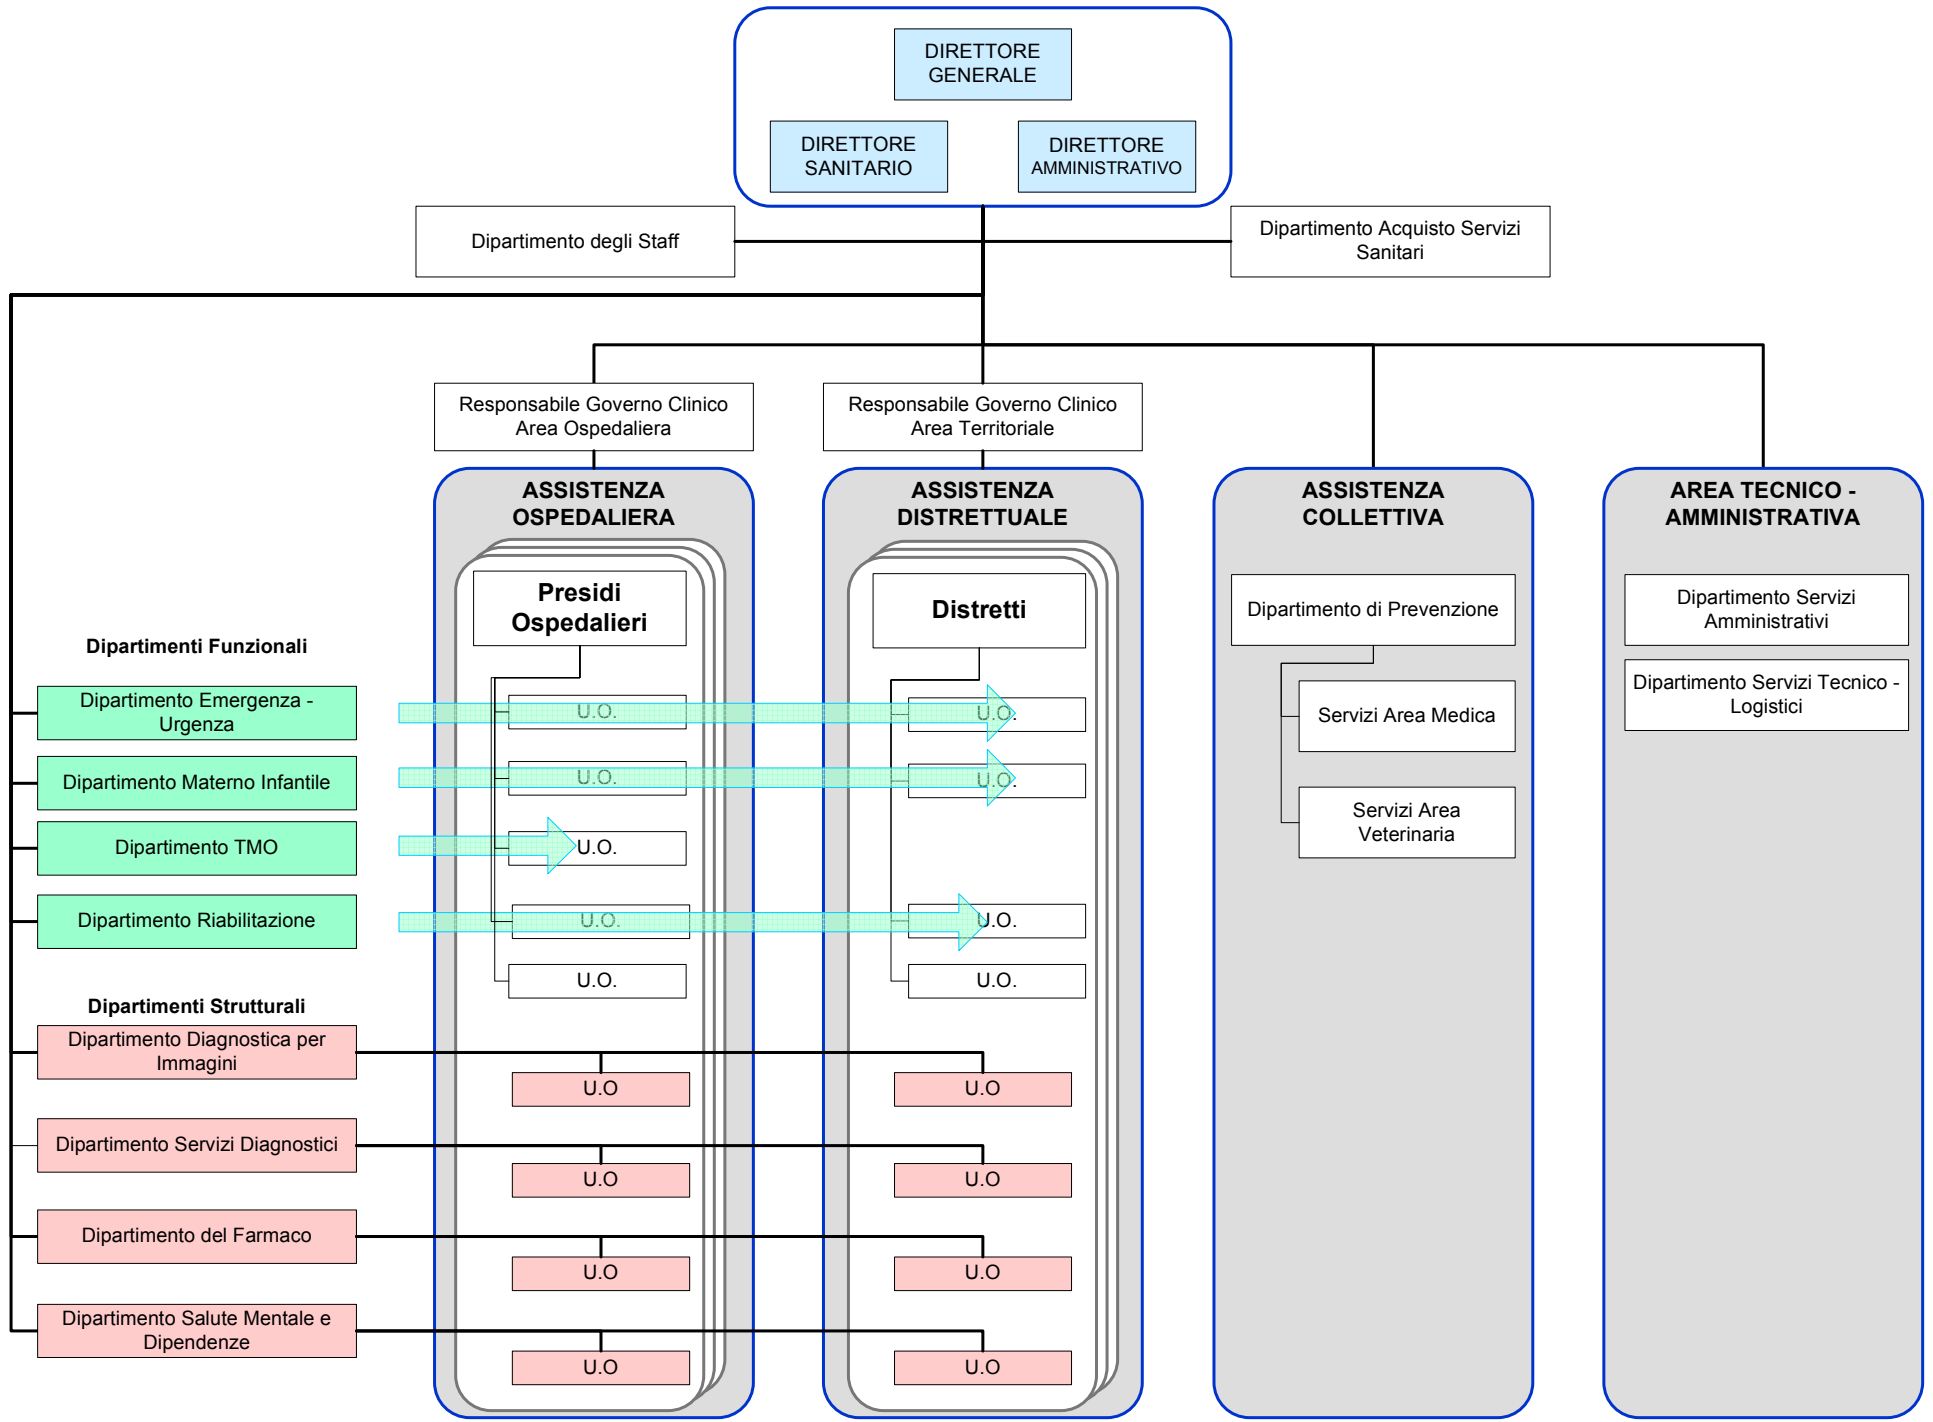 DIRETTORE
GENERALE
DIRETTORE
SANITARIO
DIRETTORE
AMMINISTRATIVO
Dipartimento degli Staff
Dipartimento Acquisto Servizi
Sanitari
Responsabile Governo Clinico
Area Ospedaliera
Responsabile Governo Clinico
Area Territoriale
ASSISTENZA
OSPEDALIERA
ASSISTENZA
DISTRETTUALE
ASSISTENZA
COLLETTIVA
AREA TECNICO -
AMMINISTRATIVA
Presidi
Ospedalieri
Distretti
Dipartimento di Prevenzione
Servizi Area Medica
Servizi Area
Veterinaria
Dipartimento Servizi
Amministrativi
Dipartimento Servizi Tecnico -
Logistici
Dipartimenti Funzionali
Dipartimento Emergenza -
Urgenza
U.O.
U.O.
Dipartimento Materno Infantile
U.O.
U.O.
Dipartimento TMO
U.O.
Dipartimento Riabilitazione
U.O.
U.O.
U.O.
U.O.
Dipartimenti Strutturali
Dipartimento Diagnostica per
Immagini
U.O
U.O
Dipartimento Servizi Diagnostici
U.O
U.O
Dipartimento del Farmaco
U.O
U.O
Dipartimento Salute Mentale e
Dipendenze
U.O
U.O